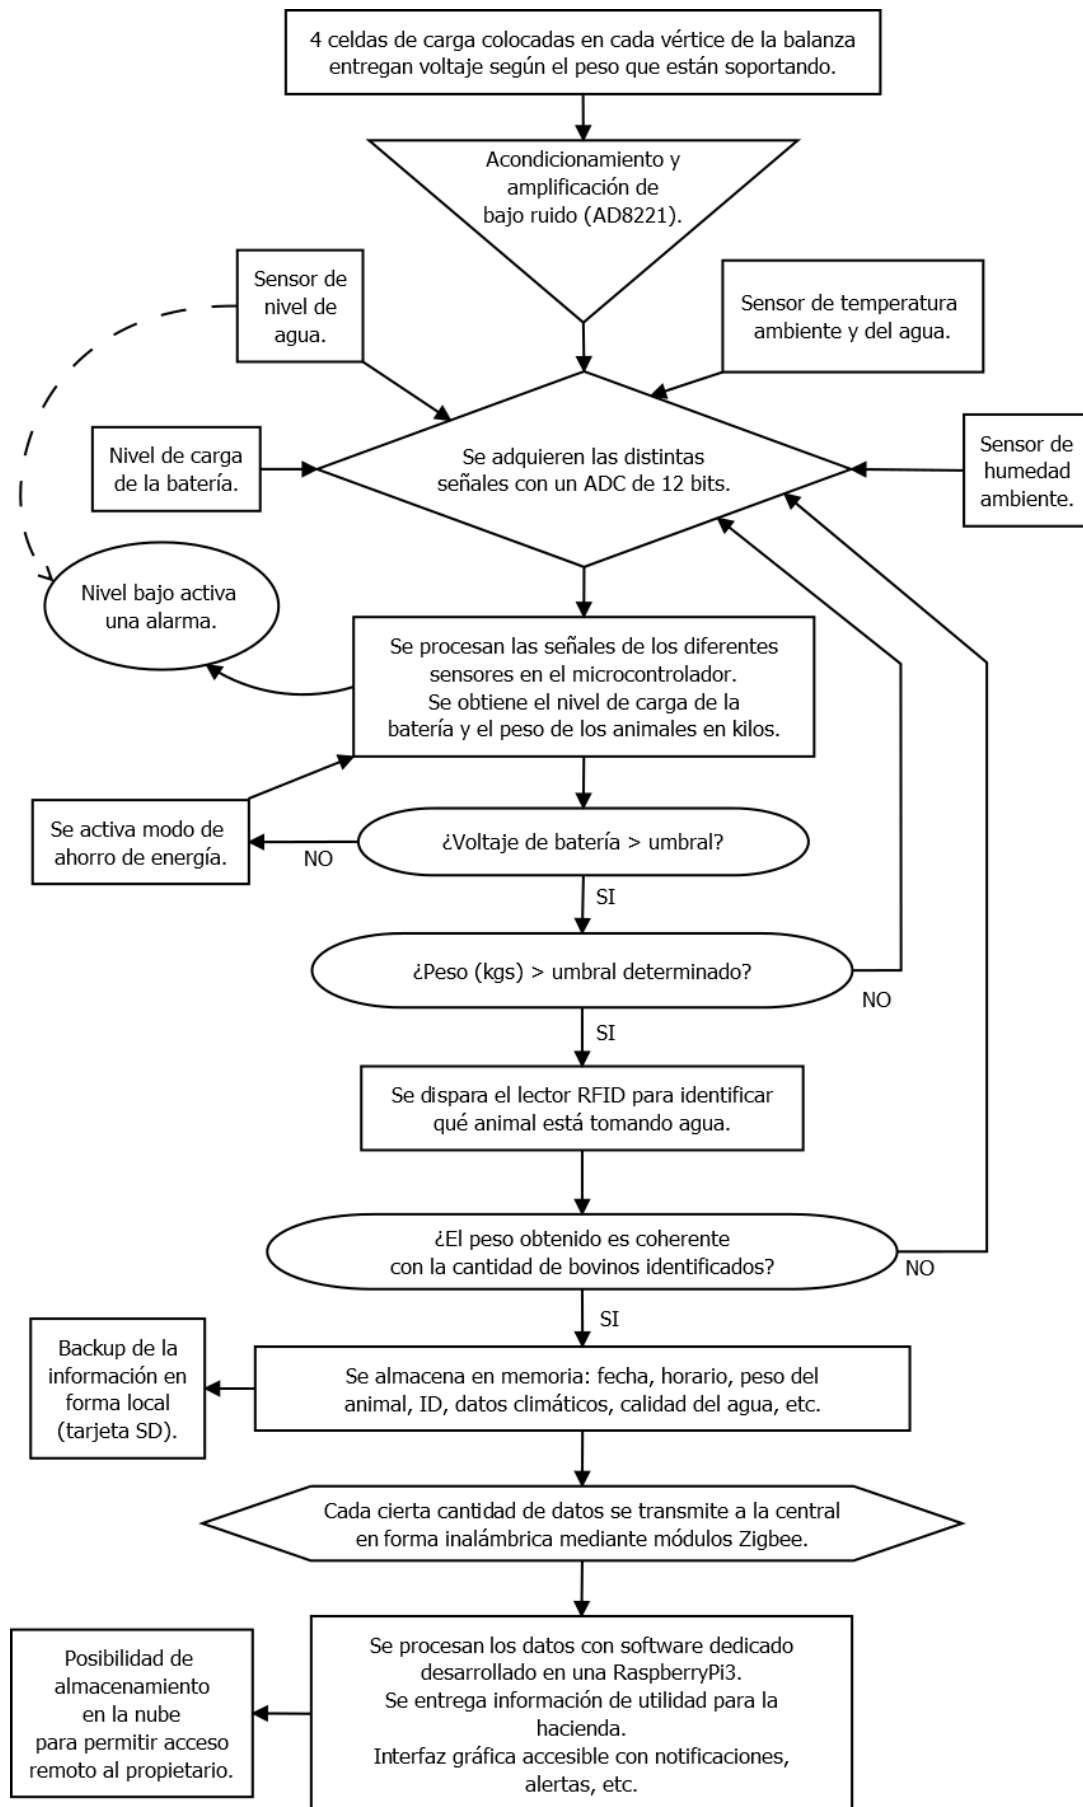 4 celdas de carga colocadas en cada vértice de la balanza
entregan voltaje según el peso que están soportando.
Acondicionamiento y
amplificación de
bajo ruido (AD8221).
Sensor de
nivel de
agua.
Sensor de temperatura
ambiente y del agua.
Nivel de carga
de la batería.
Se adquieren las distintas
señales con un ADC de 12 bits.
Sensor de
humedad
ambiente.
Nivel bajo activa
una alarma.
Se procesan las señales de los diferentes
sensores en el microcontrolador.
Se obtiene el nivel de carga de la
batería y el peso de los animales en kilos.
Se activa modo de
ahorro de energía.
NO
¿Voltaje de batería > umbral?
SI
¿Peso (kgs) > umbral determinado?
NO
SI
Se dispara el lector RFID para identificar
qué animal está tomando agua.
¿El peso obtenido es coherente
con la cantidad de bovinos identificados?
NO
SI
Backup de la
información en
forma local
(tarjeta SD).
Se almacena en memoria: fecha, horario, peso del
animal, ID, datos climáticos, calidad del agua, etc.
Cada cierta cantidad de datos se transmite a la central
en forma inalámbrica mediante módulos Zigbee.
Posibilidad de
almacenamiento
en la nube
para permitir acceso
remoto al propietario.
Se procesan los datos con software dedicado
desarrollado en una RaspberryPi3.
Se entrega información de utilidad para la
hacienda.
Interfaz gráfica accesible con notificaciones,
alertas, etc.